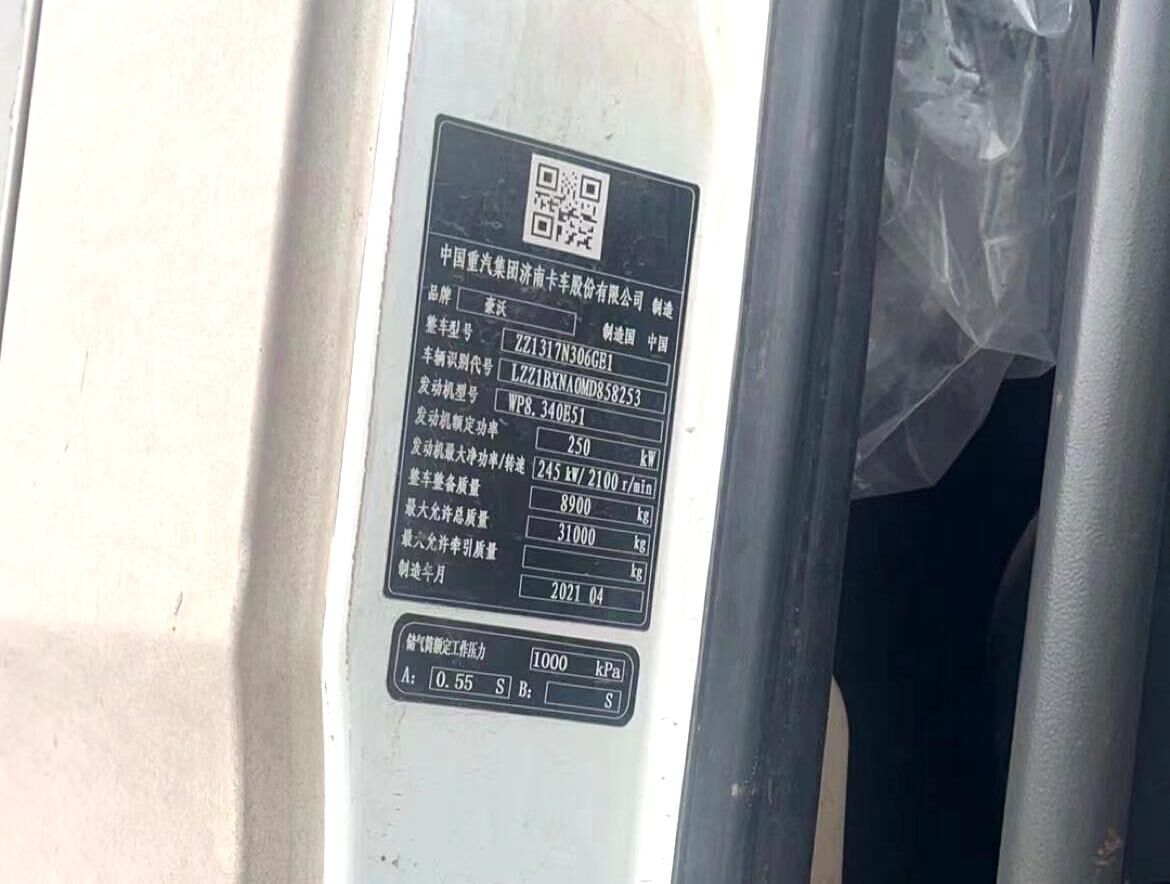 中国重汽集团济南卡车股份有限公司 制造
品牌 豪沃 制造国 中国
整车型号 ZZ1317N306GE1
车辆识别代号 LZZ1BXNA0MD858253
发动机型号 WP8.340E51
发动机额定功率 250 kW
发动机最大净功率/转速 245 kW/2100 r/min
整车整备质量 8900 kg
最大允许总质量 31000 kg
最大允许牵引质量 kg
制造年月 2021 04
储气筒额定工作压力 1000 kPa
A: 0.55 S B: S